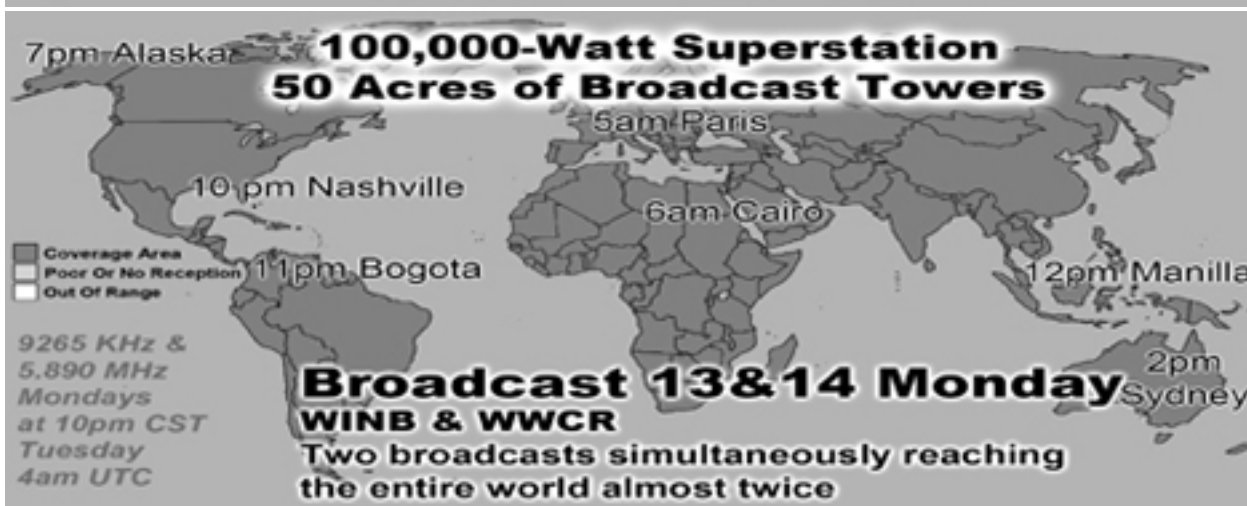 7pm Alaska
100,000-Watt Superstation
50 Acres of Broadcast Towers
5am Paris
10 pm Nashville
6am Cairo
Coverage Area
Poor Or No Reception
Out Of Range
11pm Bogota
12pm Manilla
9265 KHz &
5.890 MHz
Mondays
at 10pm CST
Tuesday
4am UTC
Broadcast 13&14 Monday
2pm
Sydney
WINB & WWCR
Two broadcasts simultaneously reaching
the entire world almost twice